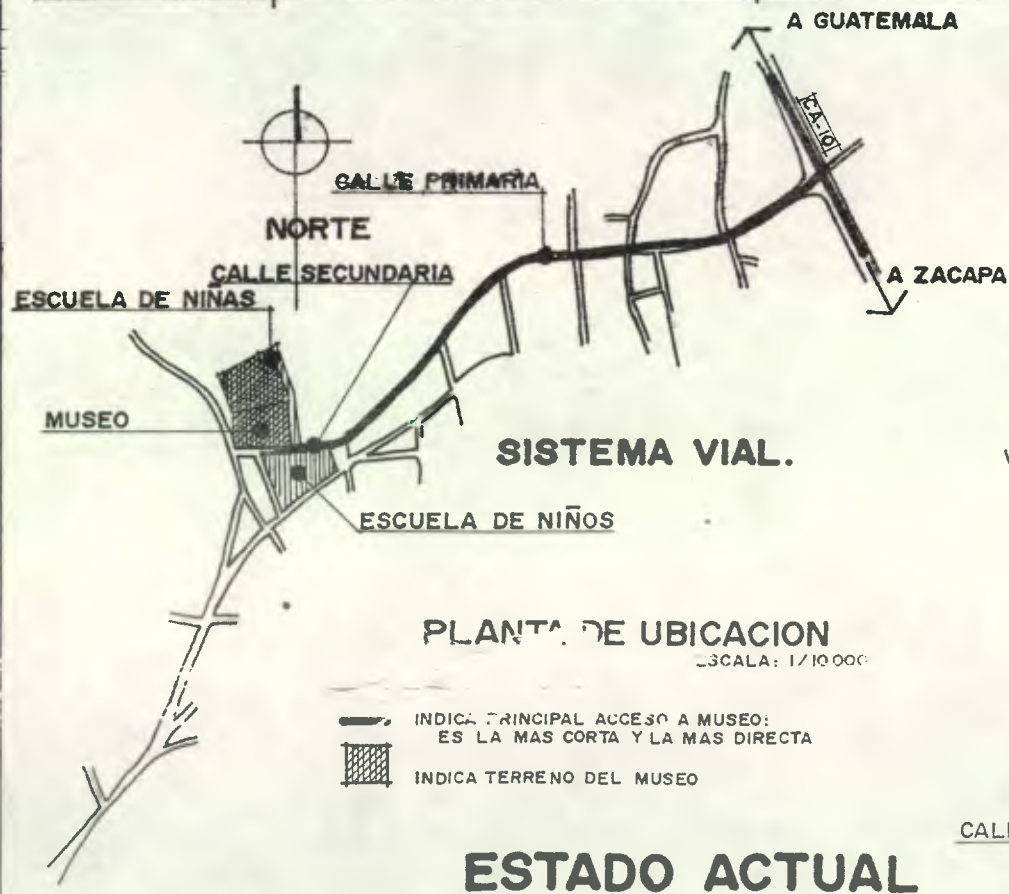 A GUATEMALA
CA-10
CALLE PRIMARIA
NORTE
CALLE SECUNDARIA
A ZACAPA
ESCUELA DE NIÑAS
MUSEO
SISTEMA VIAL.
ESCUELA DE NIÑOS
PLANTA DE UBICACION
ESCALA: 1/10000
INDICA PRINCIPAL ACCESO A MUSEO:
ES LA MAS CORTA Y LA MAS DIRECTA
INDICA TERRENO DEL MUSEO
ESTADO ACTUAL